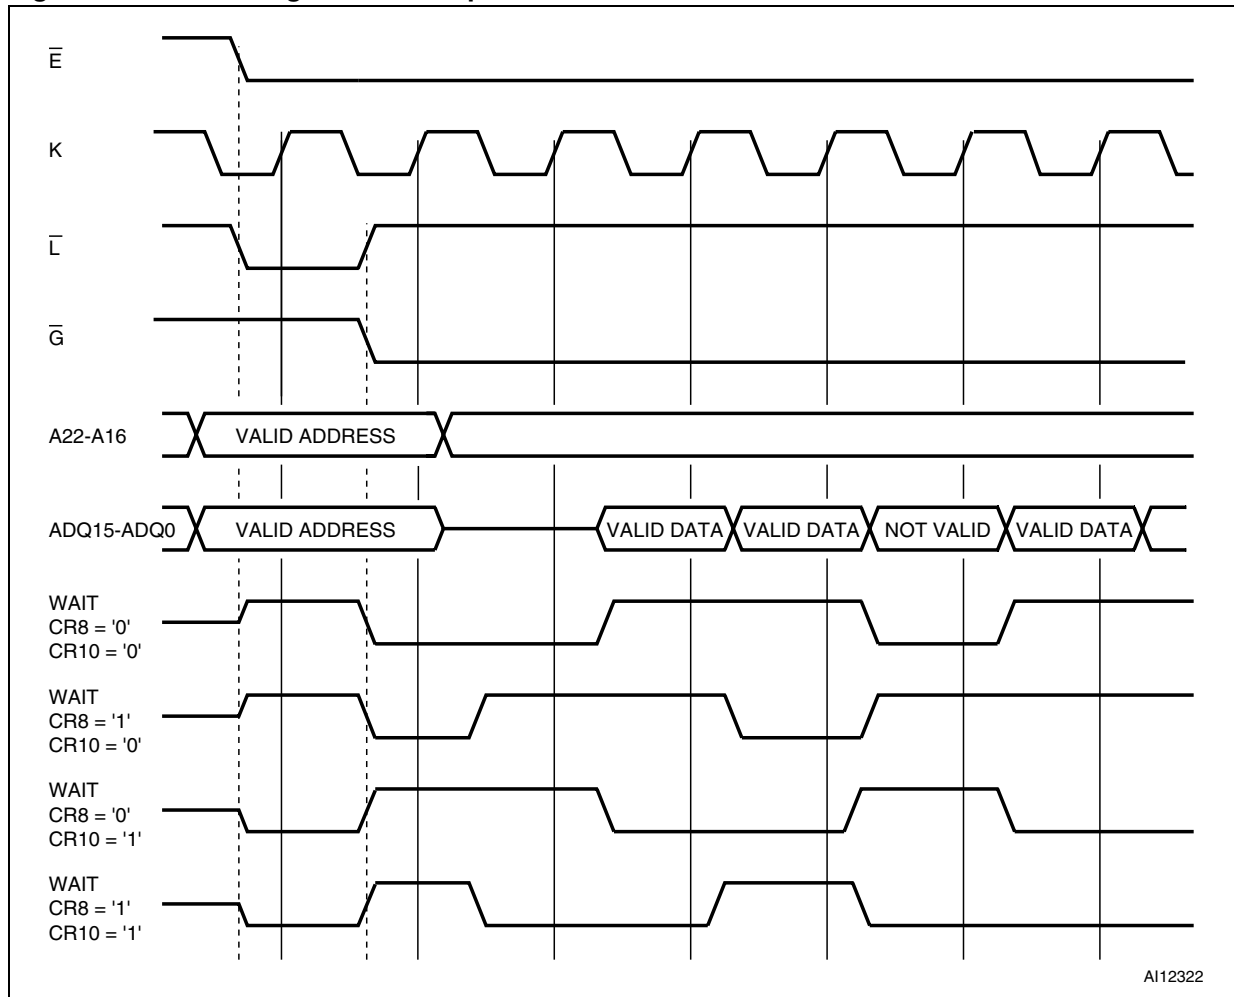 E̅
K
L̅
G̅
A22-A16 VALID ADDRESS
ADQ15-ADQ0 VALID ADDRESS VALID DATA VALID DATA NOT VALID VALID DATA
WAIT
CR8 = '0'
CR10 = '0'
WAIT
CR8 = '1'
CR10 = '0'
WAIT
CR8 = '0'
CR10 = '1'
WAIT
CR8 = '1'
CR10 = '1'
AI12322